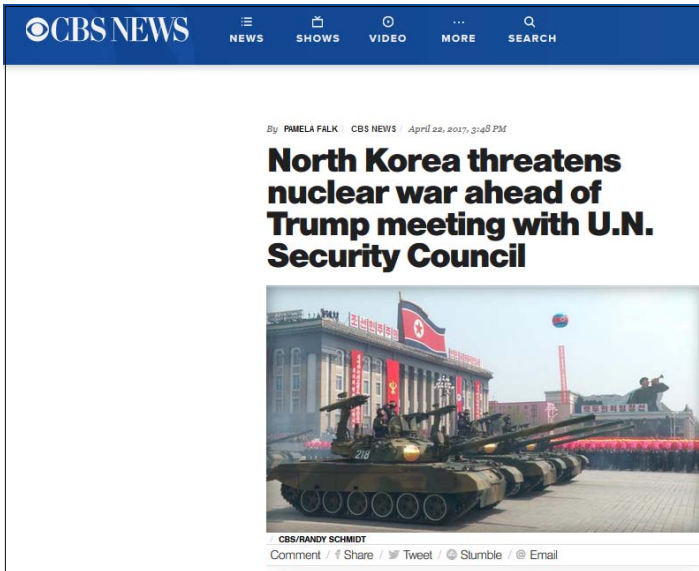 CBS NEWS
NEWS SHOWS VIDEO MORE SEARCH
By PAMELA FALK / CBS NEWS / April 22, 2017, 3:48 PM
North Korea threatens
nuclear war ahead of
Trump meeting with U.N.
Security Council
218
/ CBS/RANDY SCHMIDT
Comment / f Share / Tweet / Stumble / @ Email